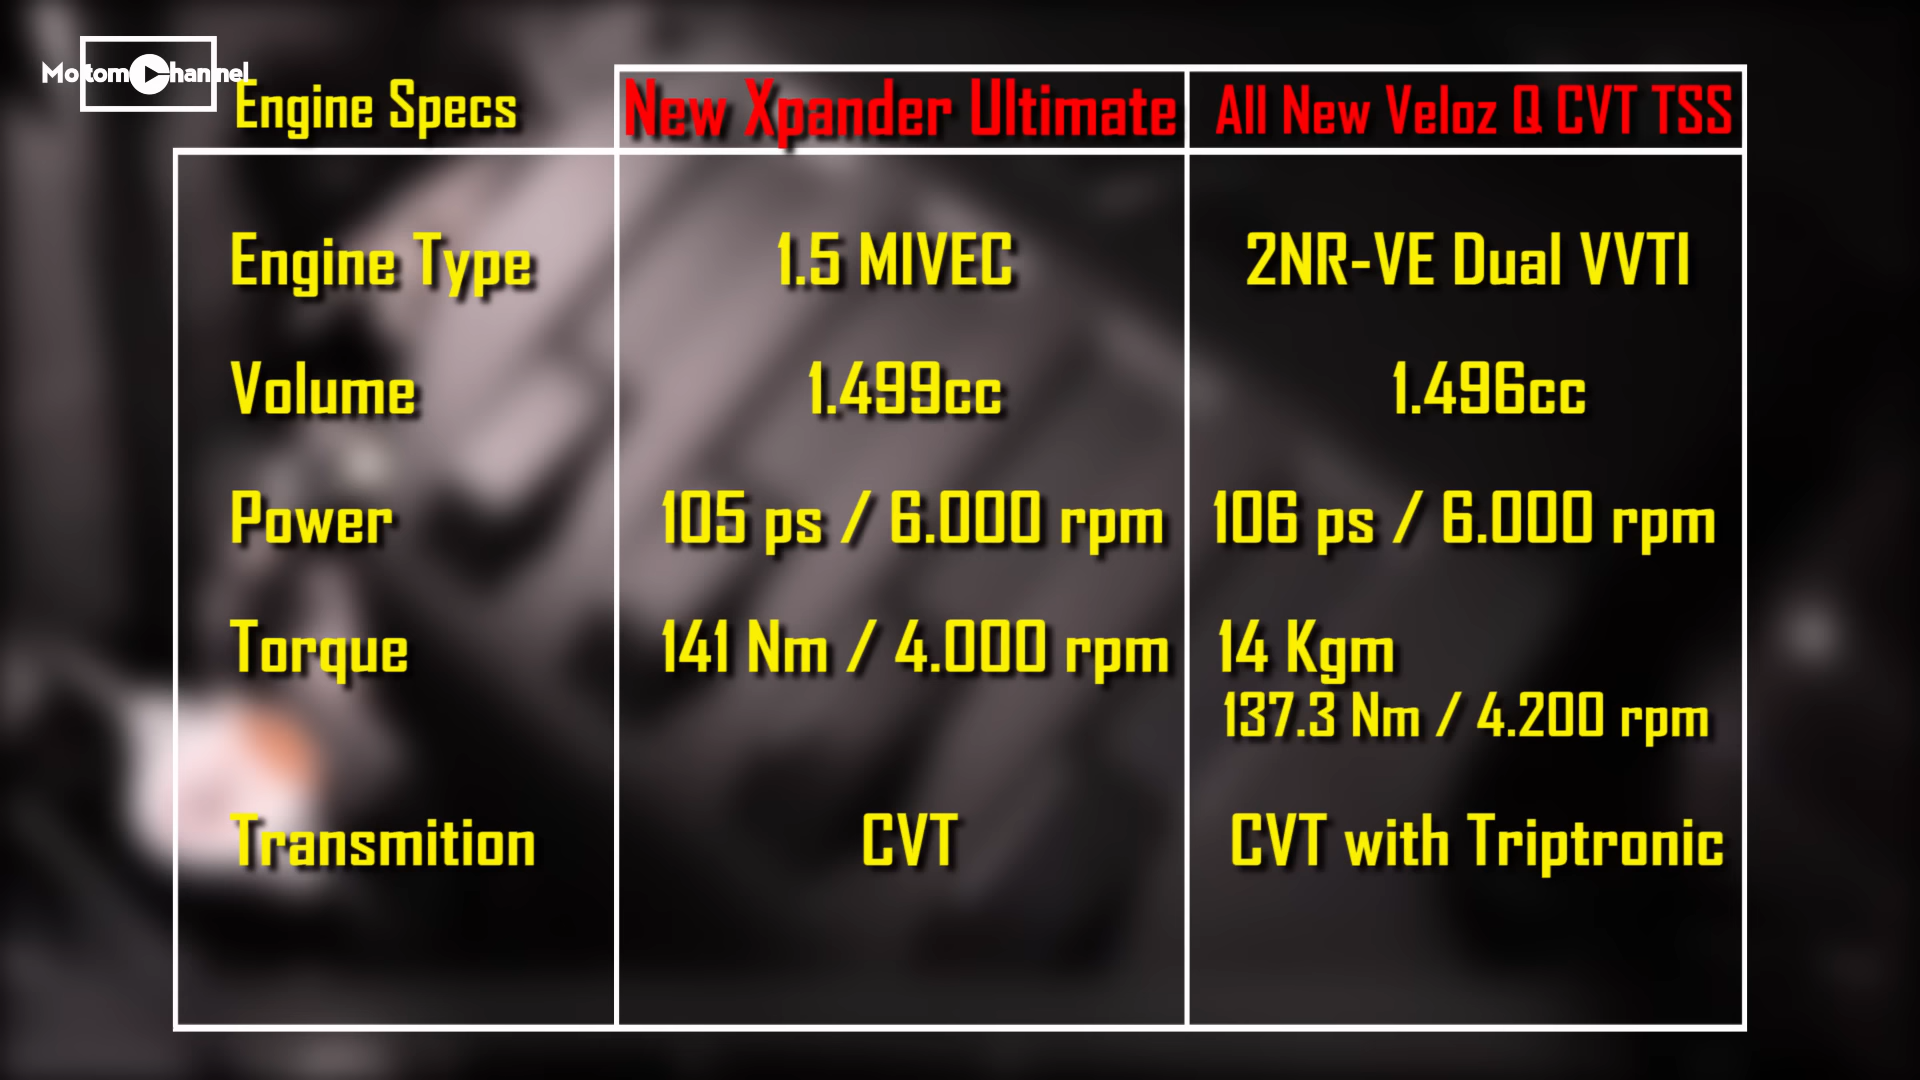 MotomoChannel
Engine Specs New Xpander Ultimate All New Veloz Q CVT TSS
Engine Type 1.5 MIVEC 2NR-VE Dual VVTI
Volume 1.499cc 1.496cc
Power 105 ps / 6.000 rpm 106 ps / 6.000 rpm
Torque 141 Nm / 4.000 rpm 14 Kgm
137.3 Nm / 4.200 rpm
Transmition CVT CVT with Triptronic